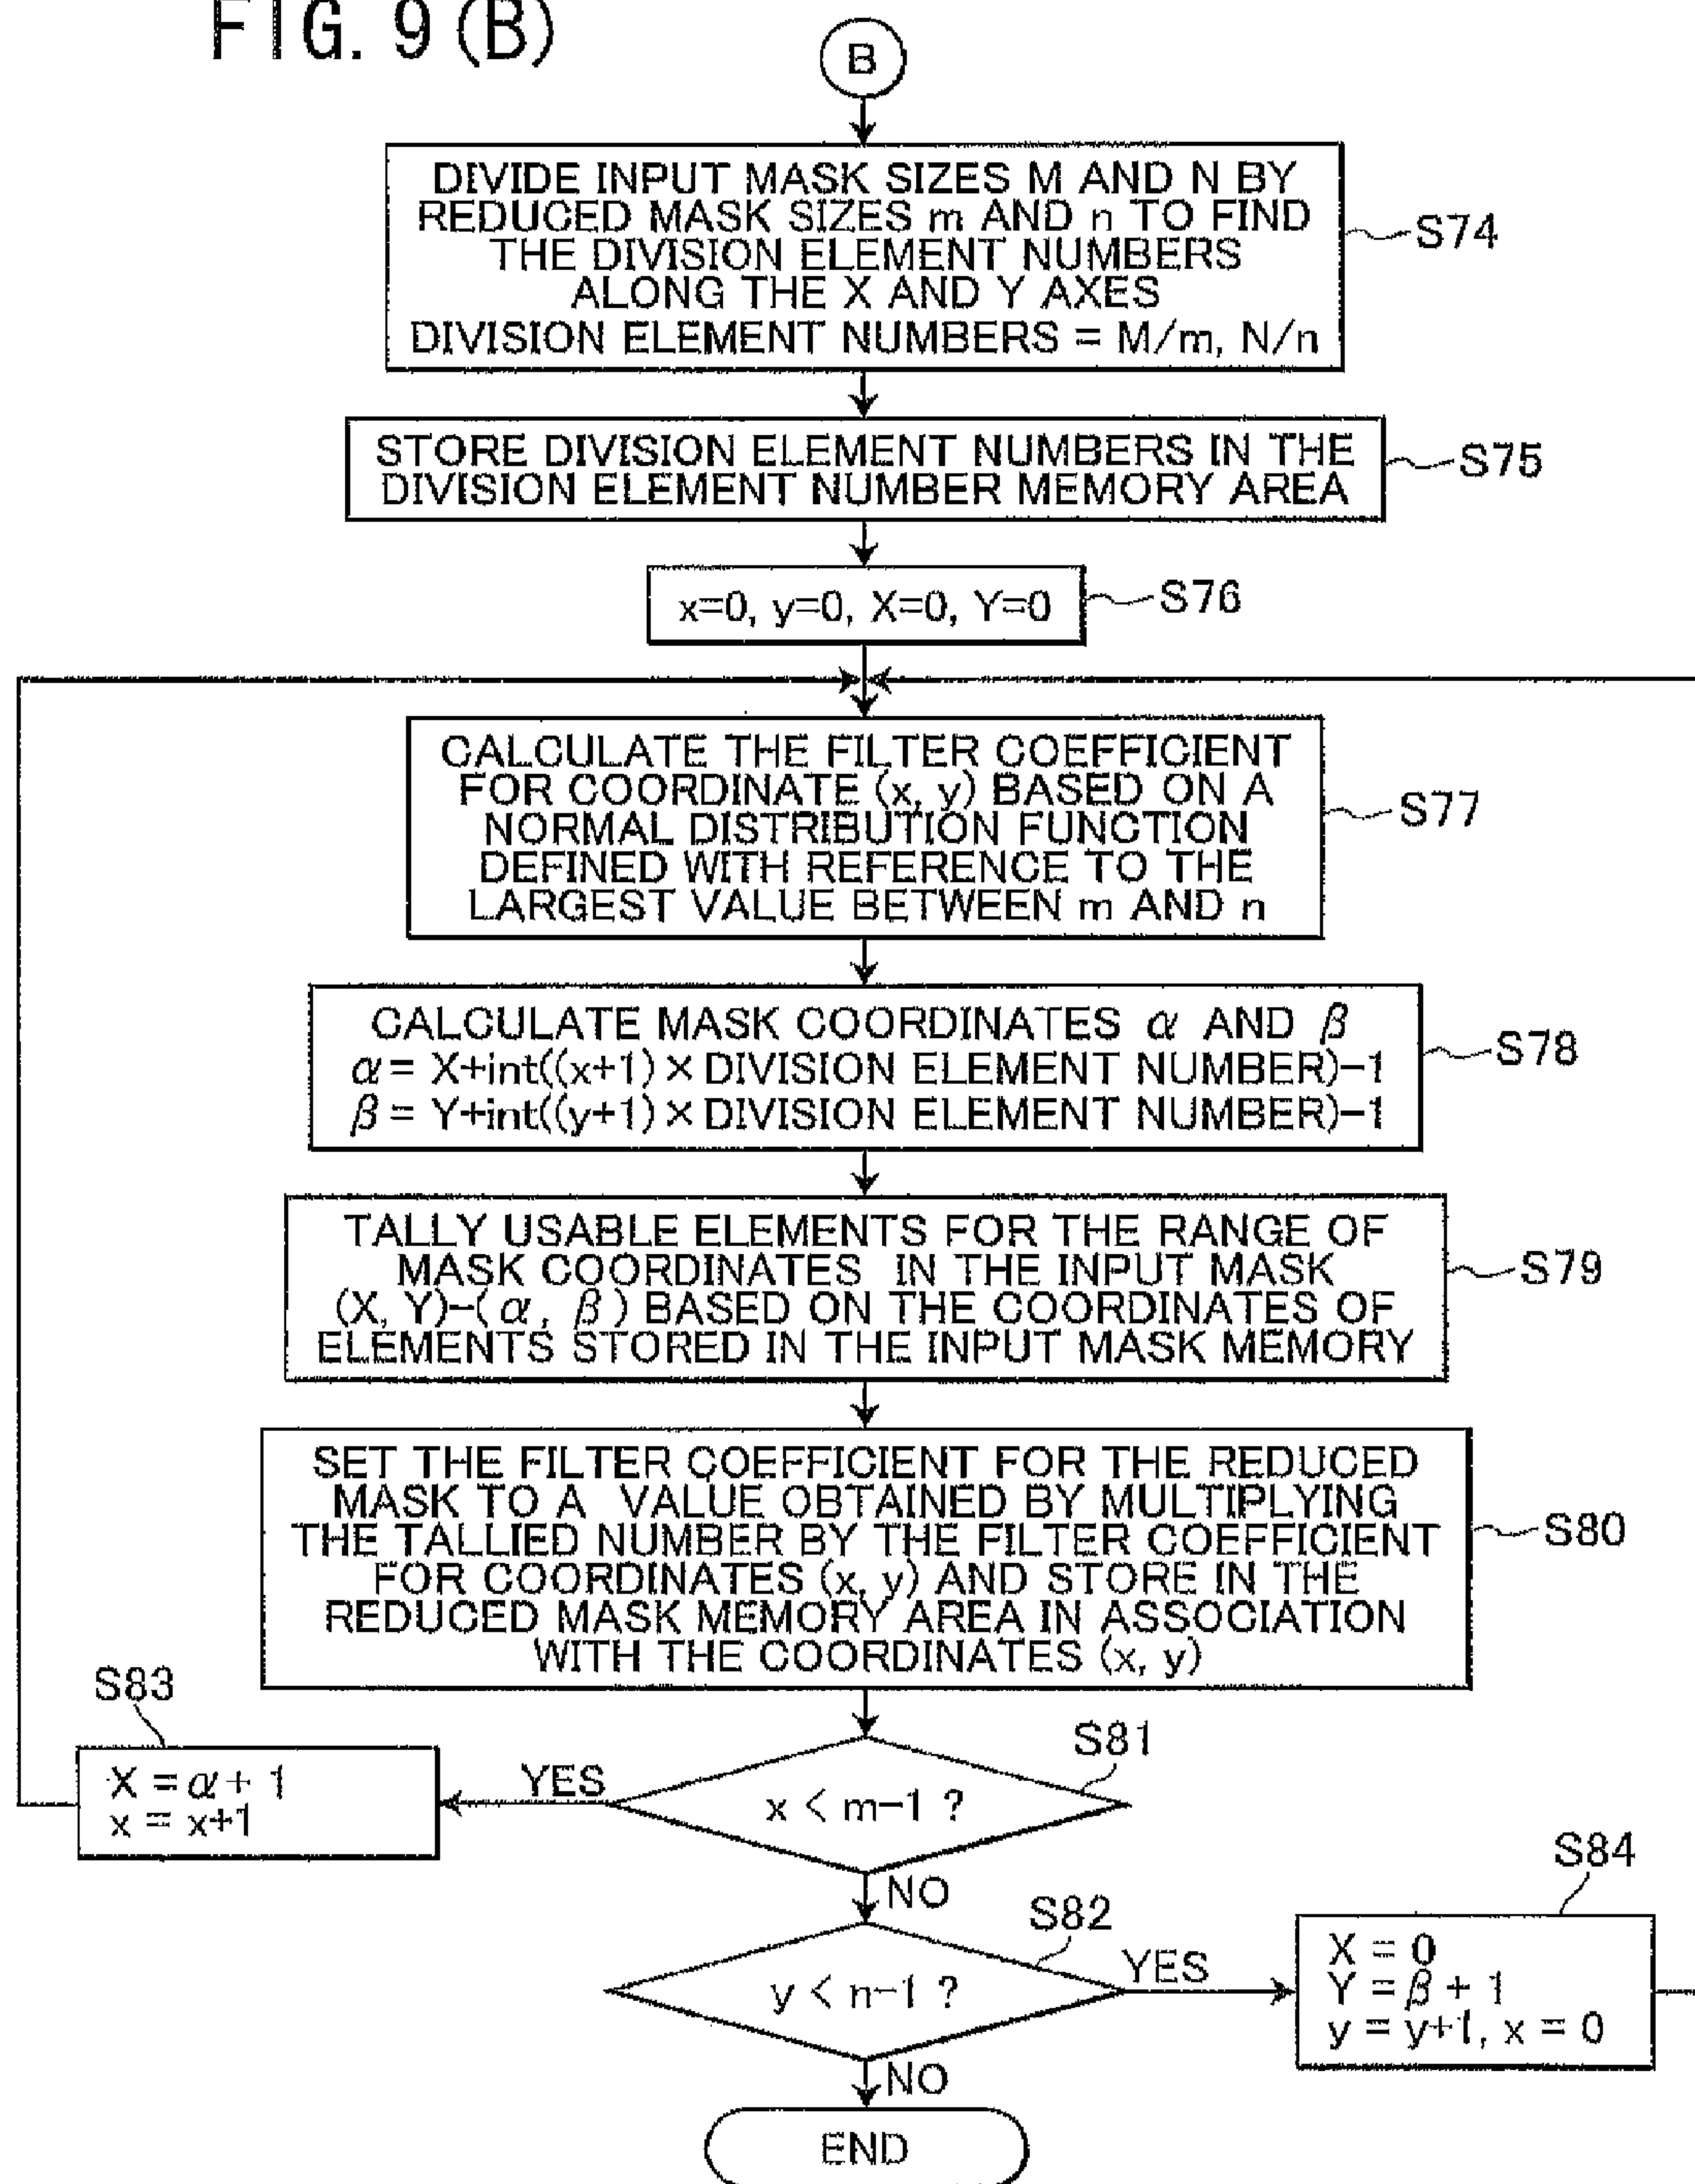 FIG. 9 (B)
B
DIVIDE INPUT MASK SIZES M AND N BY
REDUCED MASK SIZES m AND n TO FIND
THE DIVISION ELEMENT NUMBERS
ALONG THE X AND Y AXES
DIVISION ELEMENT NUMBERS = M/m, N/n
S74
STORE DIVISION ELEMENT NUMBERS IN THE
DIVISION ELEMENT NUMBER MEMORY AREA
S75
x=0, y=0, X=0, Y=0
S76
CALCULATE THE FILTER COEFFICIENT
FOR COORDINATE (x, y) BASED ON A
NORMAL DISTRIBUTION FUNCTION
DEFINED WITH REFERENCE TO THE
LARGEST VALUE BETWEEN m AND n
S77
CALCULATE MASK COORDINATES α AND β
α = X+int((x+1) × DIVISION ELEMENT NUMBER)-1
β = Y+int((y+1) × DIVISION ELEMENT NUMBER)-1
S78
TALLY USABLE ELEMENTS FOR THE RANGE OF
MASK COORDINATES IN THE INPUT MASK
(X, Y)-(α, β) BASED ON THE COORDINATES OF
ELEMENTS STORED IN THE INPUT MASK MEMORY
S79
SET THE FILTER COEFFICIENT FOR THE REDUCED
MASK TO A VALUE OBTAINED BY MULTIPLYING
THE TALLIED NUMBER BY THE FILTER COEFFICIENT
FOR COORDINATES (x, y) AND STORE IN THE
REDUCED MASK MEMORY AREA IN ASSOCIATION
WITH THE COORDINATES (x, y)
S80
S83
X = α + 1
x = x+1
YES
x < m-1 ?
S81
NO
y < n-1 ?
S82
YES
S84
X = 0
Y = β + 1
y = y+1, x = 0
NO
END